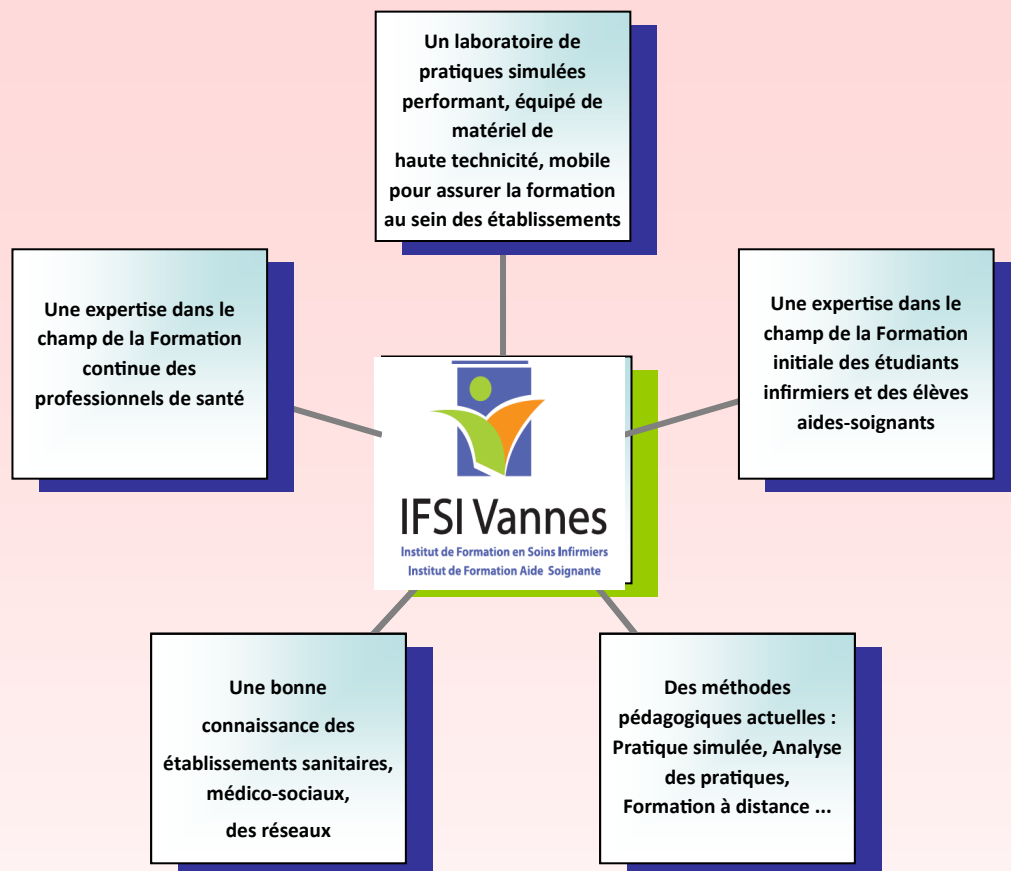 Un laboratoire de
pratiques simulées
performant, équipé de
matériel de
haute technicité, mobile
pour assurer la formation
au sein des établissements
Une expertise dans le
champ de la Formation
continue des
professionnels de santé
Une expertise dans le
champ de la Formation
initiale des étudiants
infirmiers et des élèves
aides-soignants
IFSI Vannes
Institut de Formation en Soins Infirmiers
Institut de Formation Aide Soignante
Une bonne
connaissance des
établissements sanitaires,
médico-sociaux,
des réseaux
Des méthodes
pédagogiques actuelles :
Pratique simulée, Analyse
des pratiques,
Formation à distance ...